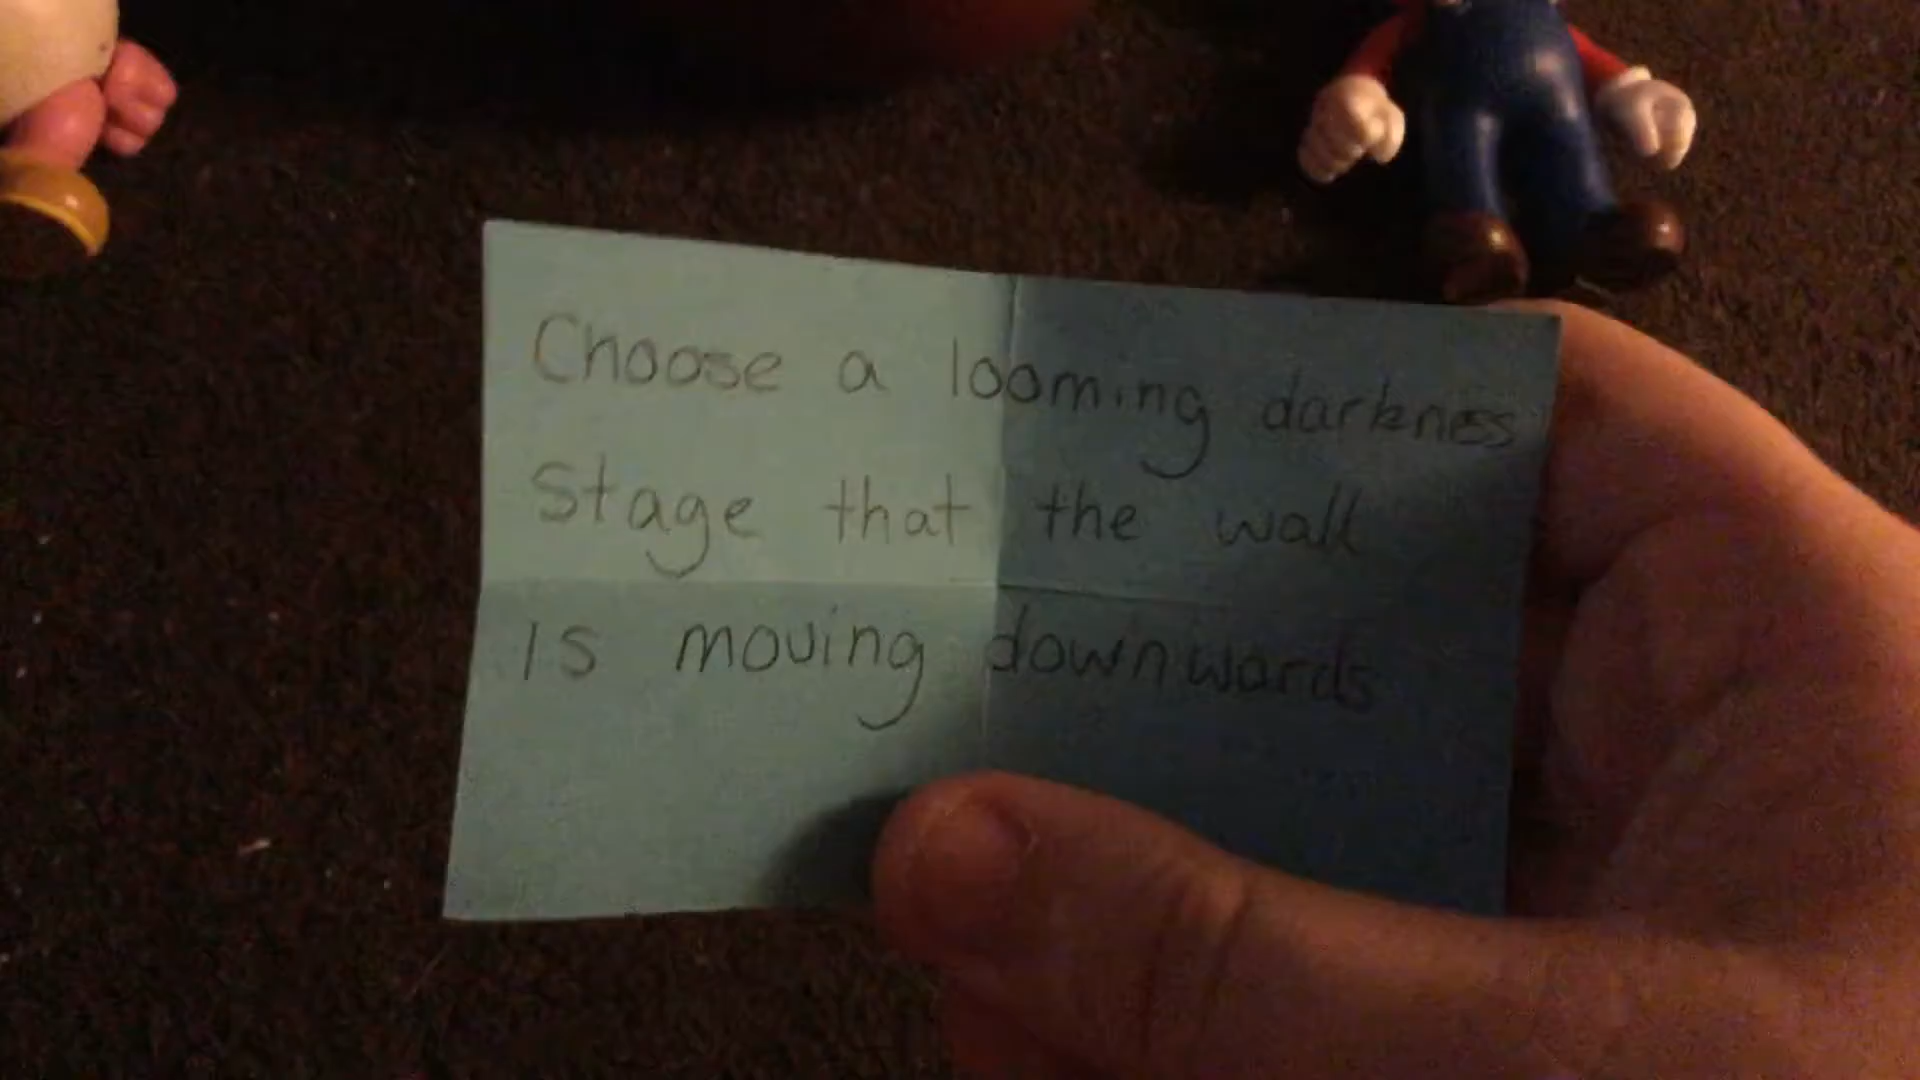 Choose a looming darkness
Stage that the wall
is moving downwards